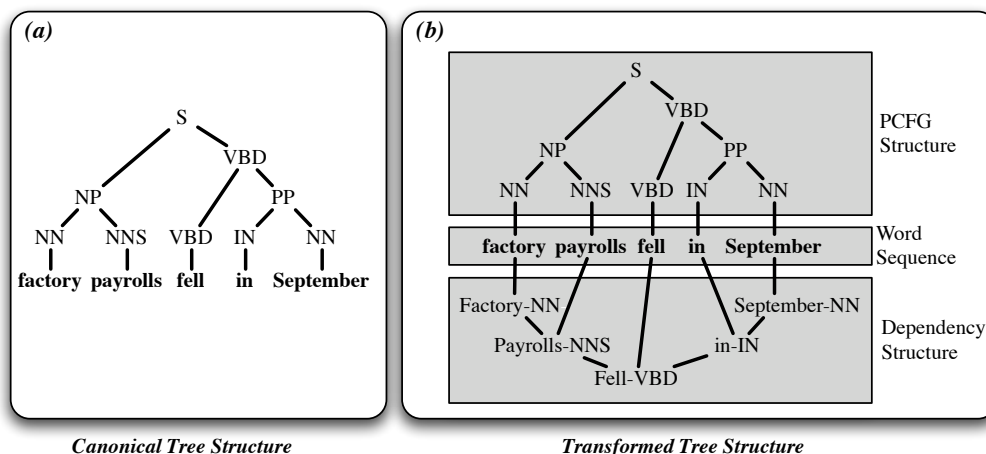 (a)
S
VBD
NP PP
NN NNS VBD IN NN
factory payrolls fell in September
Canonical Tree Structure
(b)
S
VBD
NP PP
NN NNS VBD IN NN
PCFG
Structure
factory payrolls fell in September
Word
Sequence
Factory-NN September-NN
Payrolls-NNS in-IN
Fell-VBD
Dependency
Structure
Transformed Tree Structure